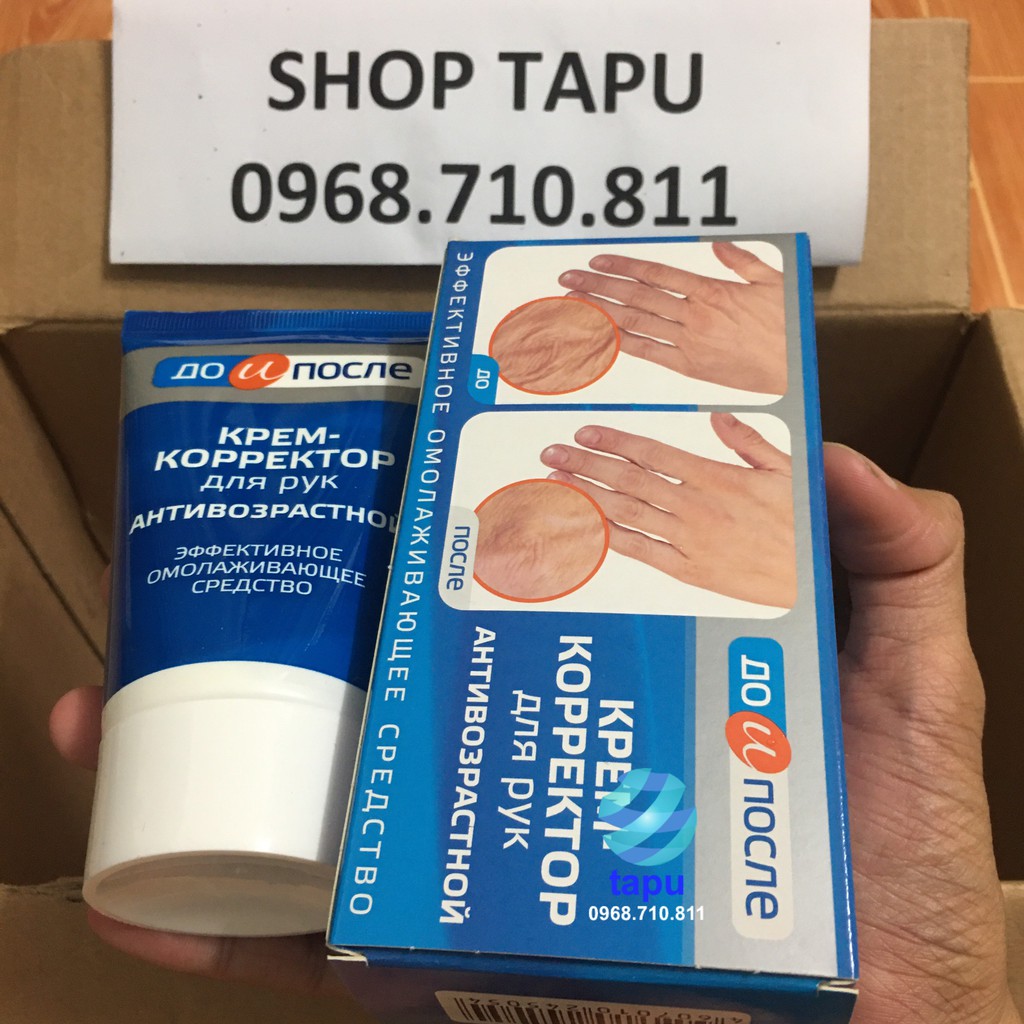 SHOP TAPU
0968.710.811
ДО и ПОСЛЕ
КРЕМ-
КОРРЕКТОР
для рук
АНТИВОЗРАСТНОЙ
ЭФФЕКТИВНОЕ
ОМОЛАЖИВАЮЩЕЕ
СРЕДСТВО
ЭФФЕКТИВНОЕ ОМОЛАЖИВАЮЩЕЕ СРЕДСТВО
ДО
ПОСЛЕ
ДО и ПОСЛЕ
КРЕМ
КОРРЕКТОР
для рук
АНТИВОЗРАСТНОЙ
tapu
0968.710.811